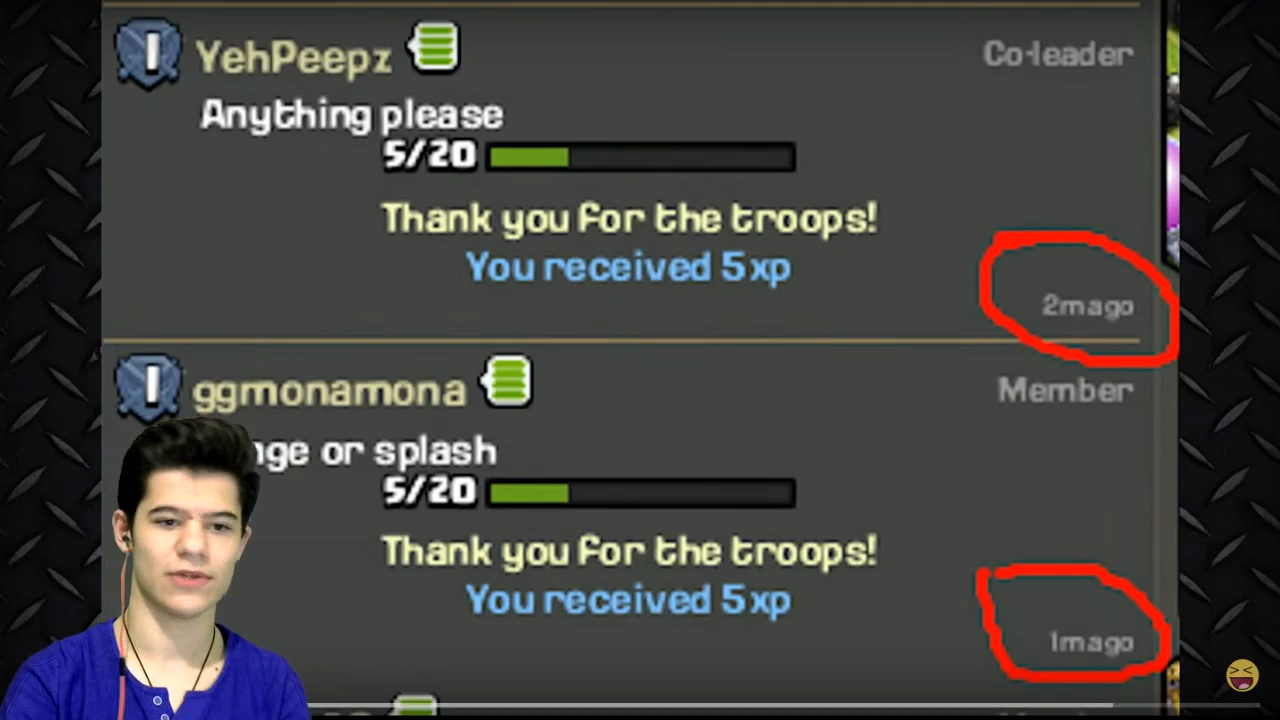 I YehPeepz Co-leader
Anything please
5/20
Thank you for the troops!
You received 5xp
2m ago
I ggmonamona Member
nge or splash
5/20
Thank you for the troops!
You received 5xp
1m ago